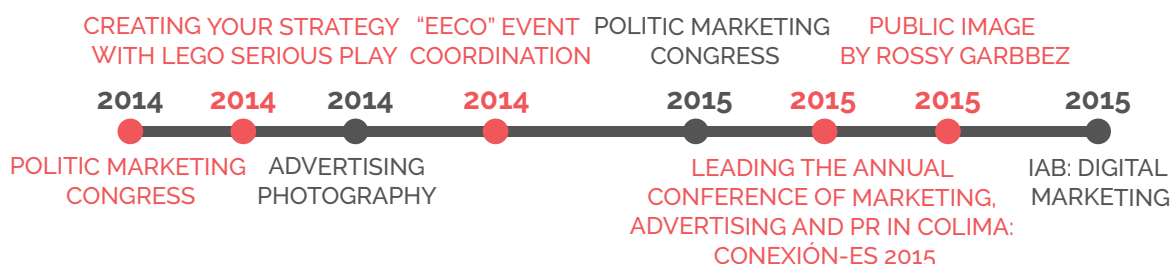 CREATING YOUR STRATEGY
WITH LEGO SERIOUS PLAY
“EECO” EVENT
COORDINATION
POLITIC MARKETING
CONGRESS
PUBLIC IMAGE
BY ROSSY GARBBEZ
2014 2014 2014 2014 2015 2015 2015 2015
POLITIC MARKETING
CONGRESS
ADVERTISING
PHOTOGRAPHY
LEADING THE ANNUAL
CONFERENCE OF MARKETING,
ADVERTISING AND PR IN COLIMA:
CONEXIÓN-ES 2015
IAB: DIGITAL
MARKETING